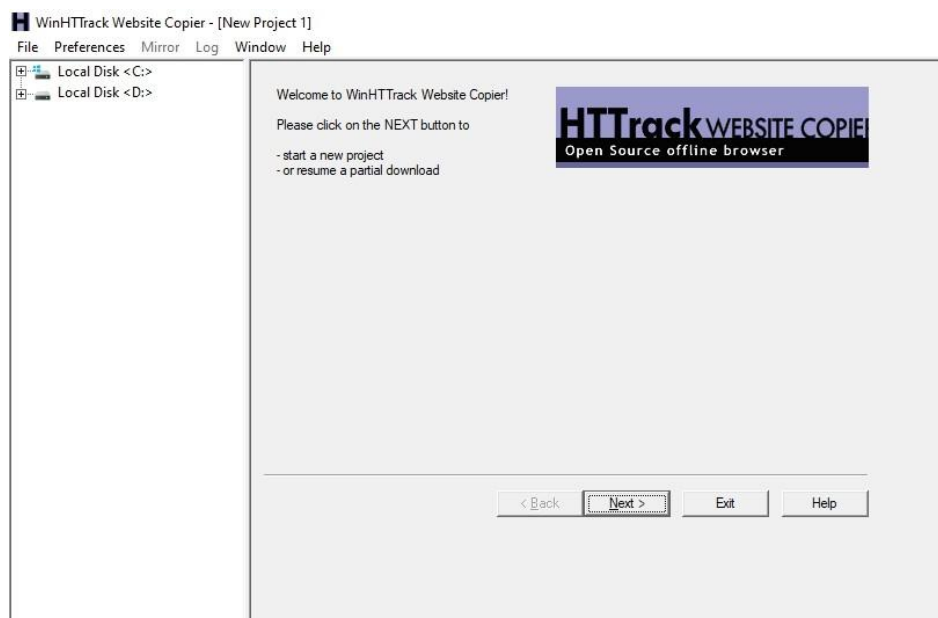 WinHTTrack Website Copier - [New Project 1]
File Preferences Mirror Log Window Help
Local Disk <C:>
Local Disk <D:>
Welcome to WinHTTrack Website Copier!
Please click on the NEXT button to
- start a new project
- or resume a partial download
HTTrack WEBSITE COPIE
Open Source offline browser
< Back Next > Exit Help